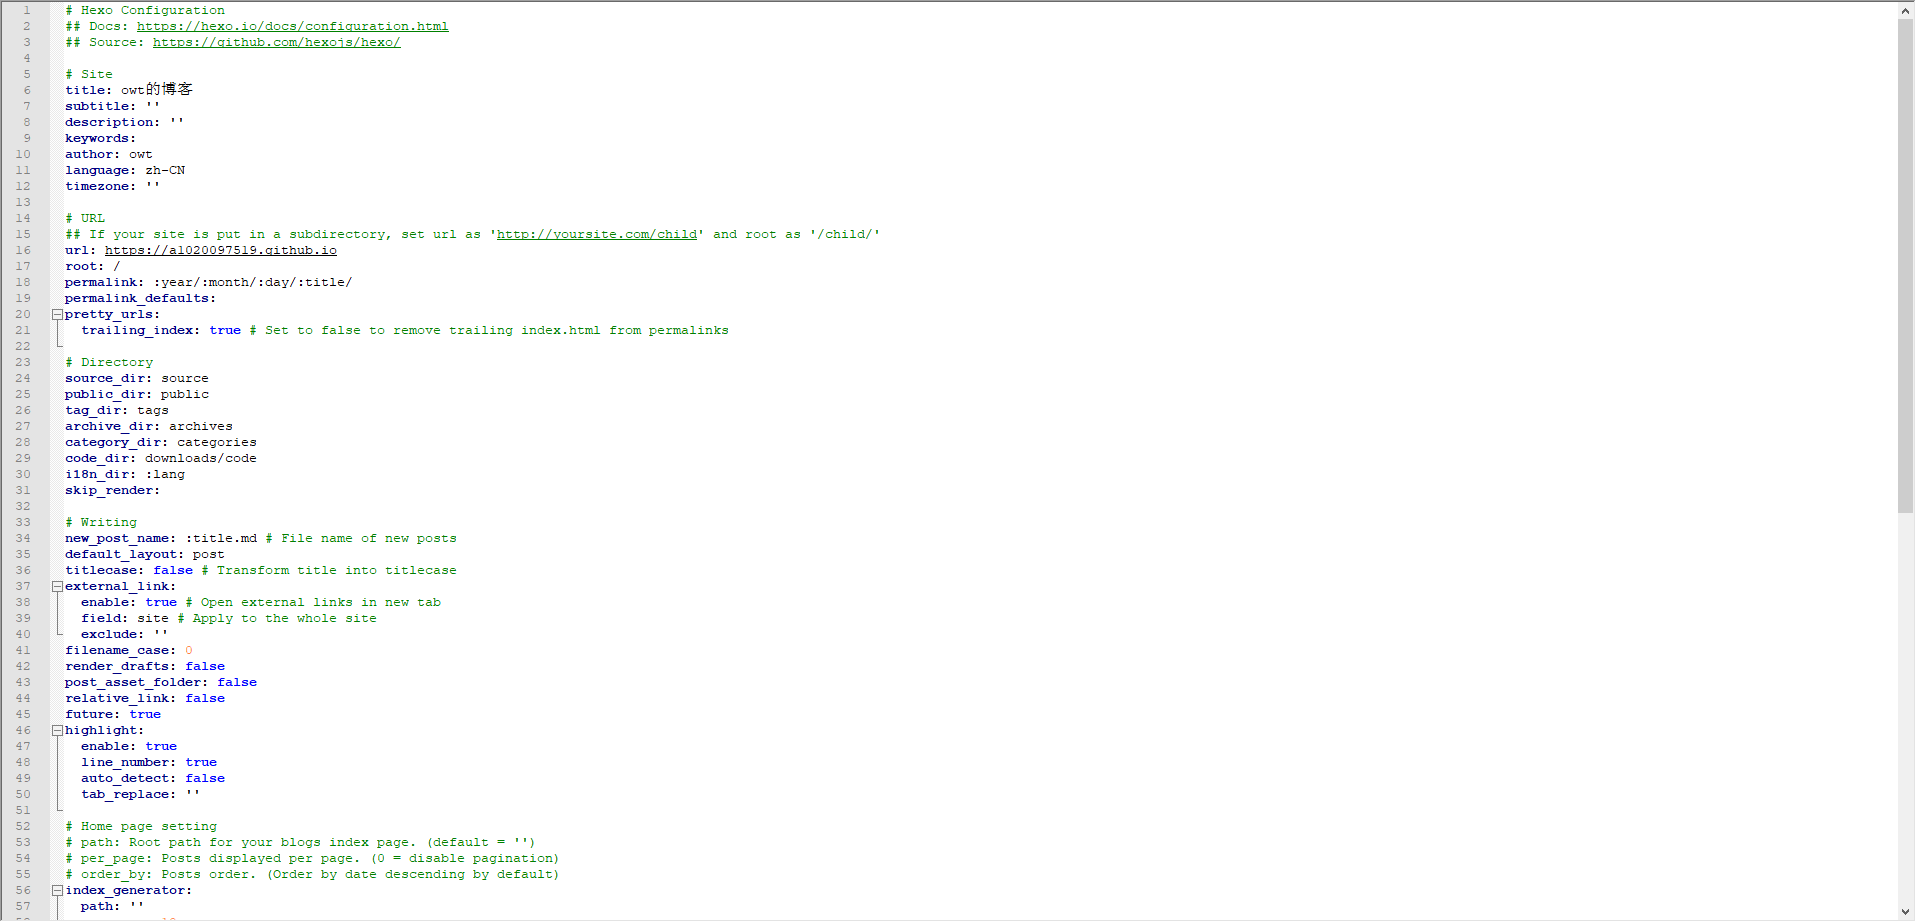 1 # Hexo Configuration
2 ## Docs: https://hexo.io/docs/configuration.html
3 ## Source: https://github.com/hexojs/hexo/
4
5 # Site
6 title: owt的博客
7 subtitle: ''
8 description: ''
9 keywords:
10 author: owt
11 language: zh-CN
12 timezone: ''
13
14 # URL
15 ## If your site is put in a subdirectory, set url as 'http://yoursite.com/child' and root as '/child/'
16 url: https://a1020097519.github.io
17 root: /
18 permalink: :year/:month/:day/:title/
19 permalink_defaults:
20 pretty_urls:
21   trailing_index: true # Set to false to remove trailing index.html from permalinks
22
23 # Directory
24 source_dir: source
25 public_dir: public
26 tag_dir: tags
27 archive_dir: archives
28 category_dir: categories
29 code_dir: downloads/code
30 i18n_dir: :lang
31 skip_render:
32
33 # Writing
34 new_post_name: :title.md # File name of new posts
35 default_layout: post
36 titlecase: false # Transform title into titlecase
37 external_link:
38   enable: true # Open external links in new tab
39   field: site # Apply to the whole site
40   exclude: ''
41 filename_case: 0
42 render_drafts: false
43 post_asset_folder: false
44 relative_link: false
45 future: true
46 highlight:
47   enable: true
48   line_number: true
49   auto_detect: false
50   tab_replace: ''
51
52 # Home page setting
53 # path: Root path for your blogs index page. (default = '')
54 # per_page: Posts displayed per page. (0 = disable pagination)
55 # order_by: Posts order. (Order by date descending by default)
56 index_generator:
57   path: ''